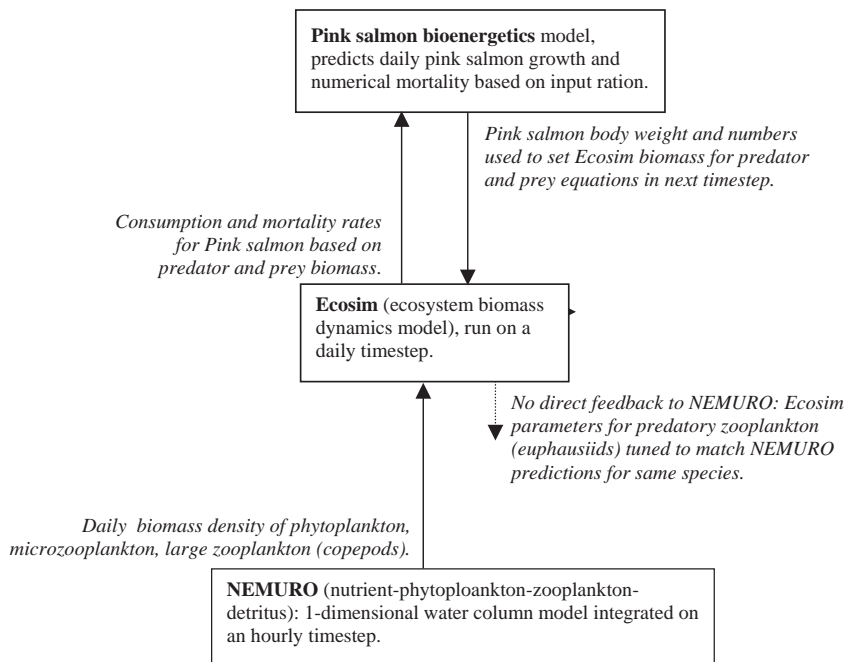 Pink salmon bioenergetics model,
predicts daily pink salmon growth and
numerical mortality based on input ration.
Pink salmon body weight and numbers
used to set Ecosim biomass for predator
and prey equations in next timestep.
Consumption and mortality rates
for Pink salmon based on
predator and prey biomass.
Ecosim (ecosystem biomass
dynamics model), run on a
daily timestep.
No direct feedback to NEMURO: Ecosim
parameters for predatory zooplankton
(euphausiids) tuned to match NEMURO
predictions for same species.
Daily biomass density of phytoplankton,
microzooplankton, large zooplankton (copepods).
NEMURO (nutrient-phytoploankton-zooplankton-
detritus): 1-dimensional water column model integrated on
an hourly timestep.